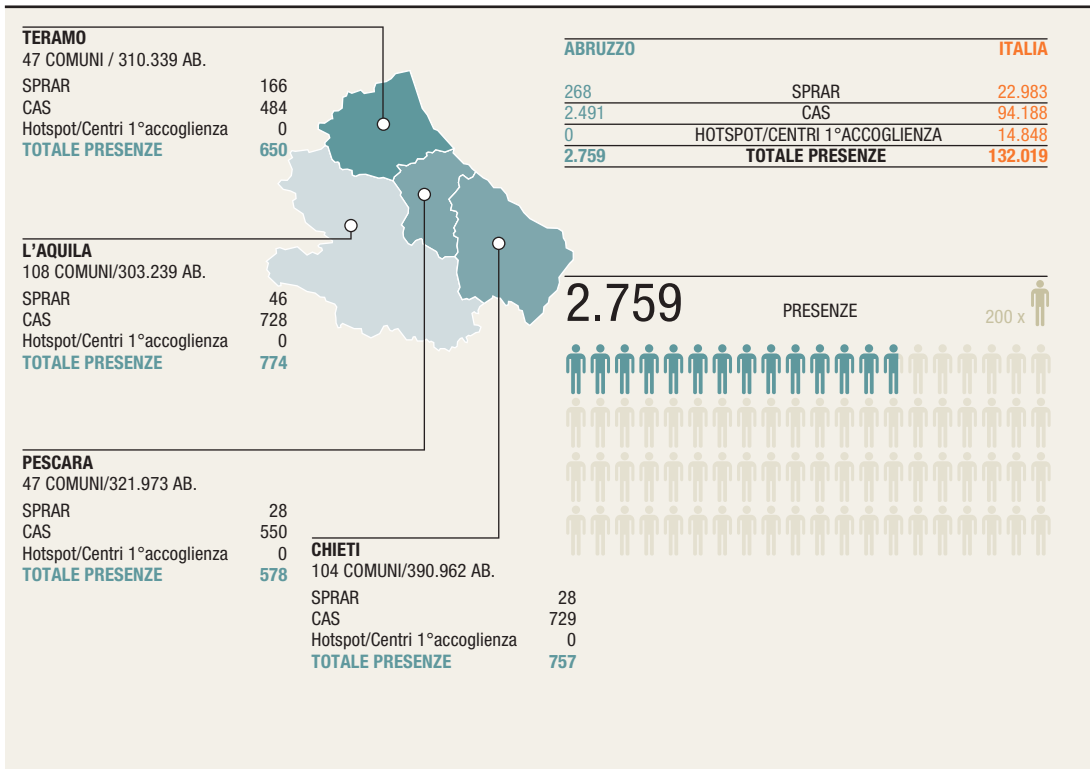 TERAMO
47 COMUNI / 310.339 AB.
SPRAR 166
CAS 484
Hotspot/Centri 1°accoglienza 0
TOTALE PRESENZE 650
L'AQUILA
108 COMUNI/303.239 AB.
SPRAR 46
CAS 728
Hotspot/Centri 1°accoglienza 0
TOTALE PRESENZE 774
PESCARA
47 COMUNI/321.973 AB.
SPRAR 28
CAS 550
Hotspot/Centri 1°accoglienza 0
TOTALE PRESENZE 578
CHIETI
104 COMUNI/390.962 AB.
SPRAR 28
CAS 729
Hotspot/Centri 1°accoglienza 0
TOTALE PRESENZE 757
ABRUZZO ITALIA
268 SPRAR 22.983
2.491 CAS 94.188
0 HOTSPOT/CENTRI 1°ACCOGLIENZA 14.848
2.759 TOTALE PRESENZE 132.019
2.759 PRESENZE 200 x